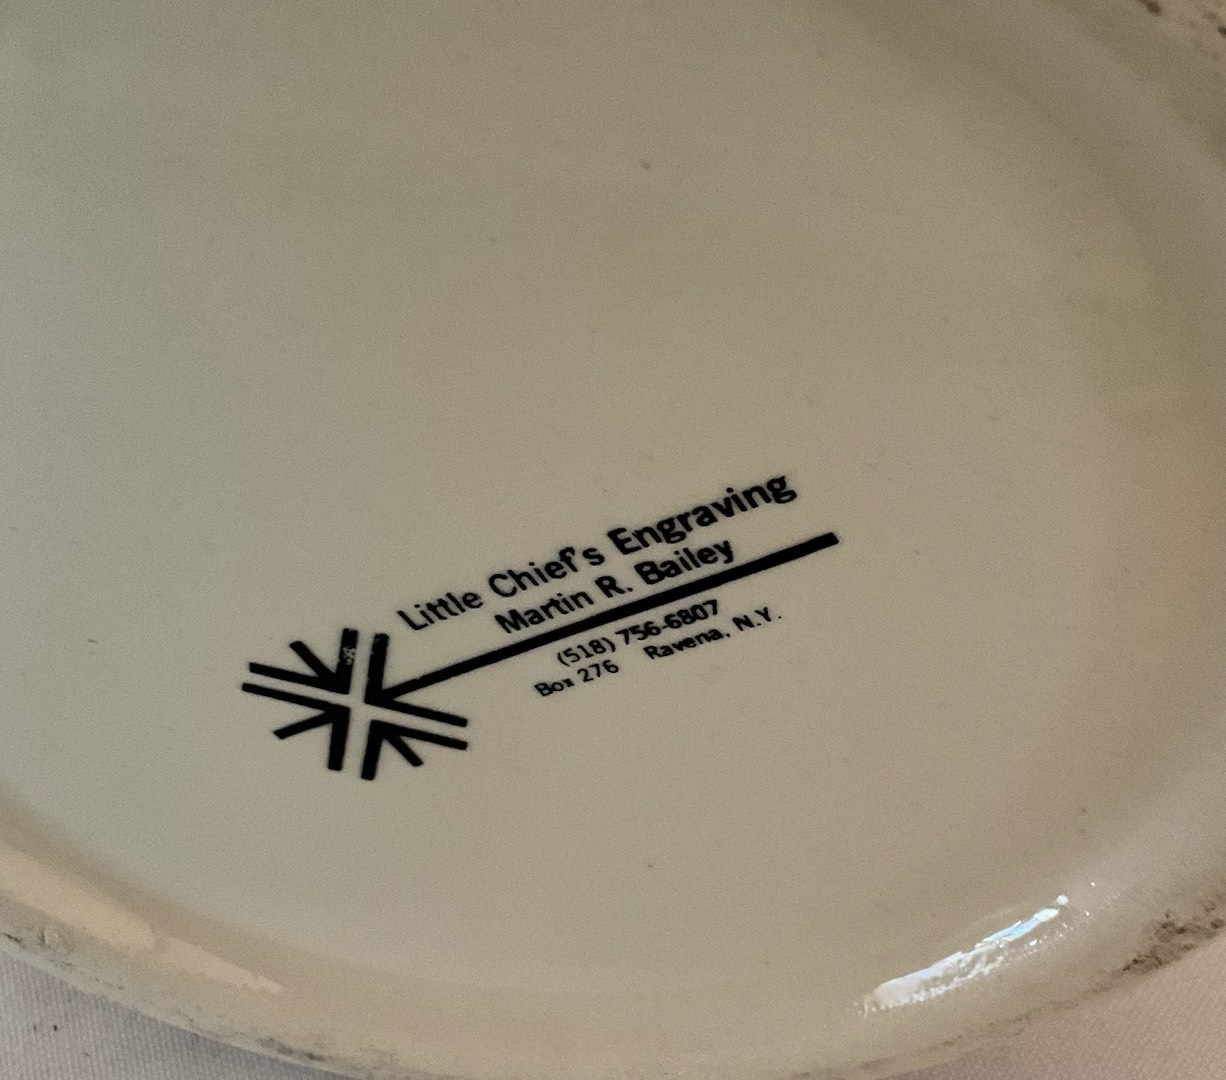 Little Chief's Engraving
Martin R. Bailey
(518) 756-6807
Box 276 Ravena, N.Y.